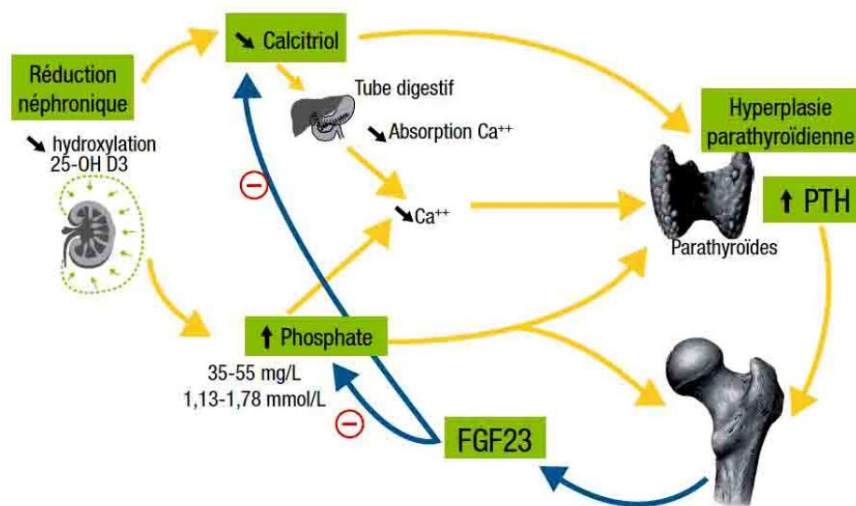 Réduction
néphronique
↘ hydroxylation
25-OH D3
↘ Calcitriol
Tube digestif
↘ Absorption Ca⁺⁺
⊖
↘ Ca⁺⁺
Hyperplasie
parathyroïdienne
↑ PTH
Parathyroïdes
↑ Phosphate
35-55 mg/L
1,13-1,78 mmol/L
⊖
FGF23